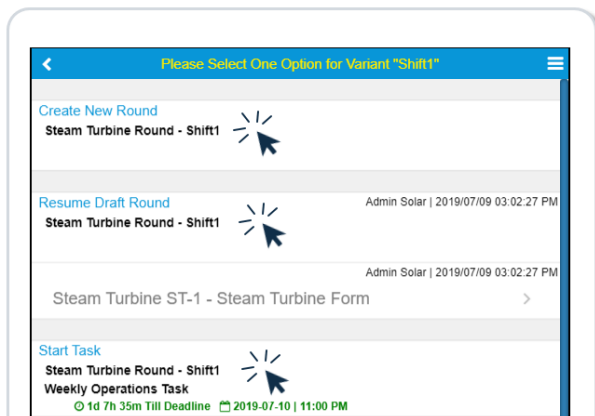 Please Select One Option for Variant "Shift1"
Create New Round
Steam Turbine Round - Shift1
Resume Draft Round
Admin Solar | 2019/07/09 03:02:27 PM
Steam Turbine Round - Shift1
Admin Solar | 2019/07/09 03:02:27 PM
Steam Turbine ST-1 - Steam Turbine Form
Start Task
Steam Turbine Round - Shift1
Weekly Operations Task
1d 7h 35m Till Deadline 2019-07-10 | 11:00 PM